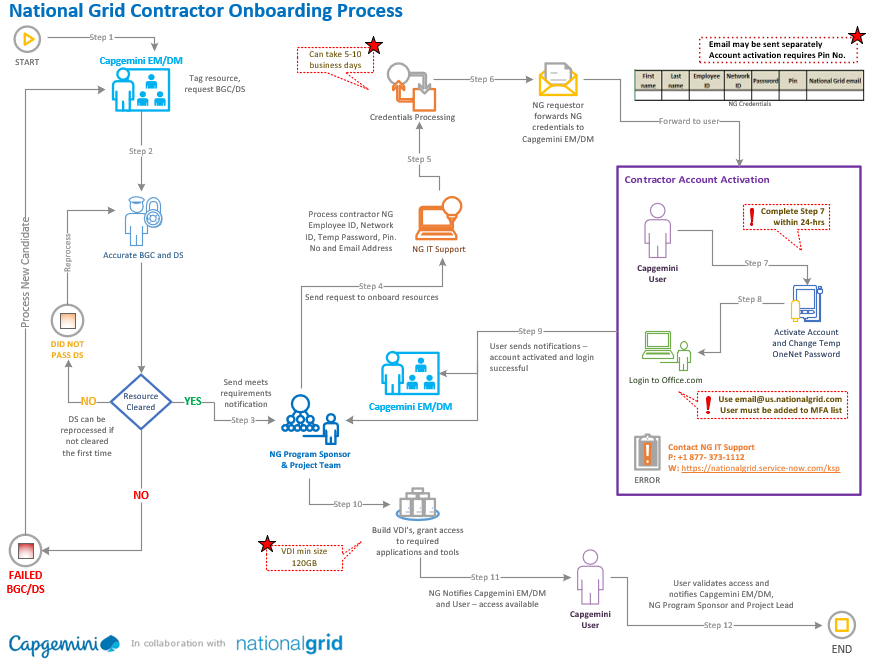 National Grid Contractor Onboarding Process
START
Step 1
Capgemini EM/DM
Tag resource,
request BGC/DS
Step 2
Accurate BGC and DS
Process New Candidate
Reprocess
DID NOT
PASS DS
NO
Resource
Cleared
YES
DS can be
reprocessed if
not cleared
the first time
NO
FAILED
BGC/DS
Send meets
requirements
notification
Step 3
NG Program Sponsor
& Project Team
Step 4
Send request to onboard resources
Process contractor NG
Employee ID, Network
ID, Temp Password, Pin.
No and Email Address
NG IT Support
Step 5
Can take 5-10
business days
Credentials Processing
Step 6
NG requestor
forwards NG
credentials to
Capgemini EM/DM
Email may be sent separately
Account activation requires Pin No.
First name
Last name
Employee ID
Network ID
Password
Pin
National Grid email
NG Credentials
Forward to user
Contractor Account Activation
Capgemini
User
Complete Step 7
within 24-hrs
Step 7
Activate Account
and Change Temp
OneNet Password
Step 8
Login to Office.com
Use email@us.nationalgrid.com
User must be added to MFA list
ERROR
Contact NG IT Support
P: +1 877- 373-1112
W: https://nationalgrid.service-now.com/ksp
Step 9
User sends notifications –
account activated and login
successful
Capgemini EM/DM
Step 10
Build VDI's, grant access
to required
applications and tools
VDI min size
120GB
Step 11
NG Notifies Capgemini EM/DM
and User – access available
Capgemini
User
User validates access and
notifies Capgemini EM/DM,
NG Program Sponsor and Project Lead
Step 12
END
Capgemini
In collaboration with
nationalgrid